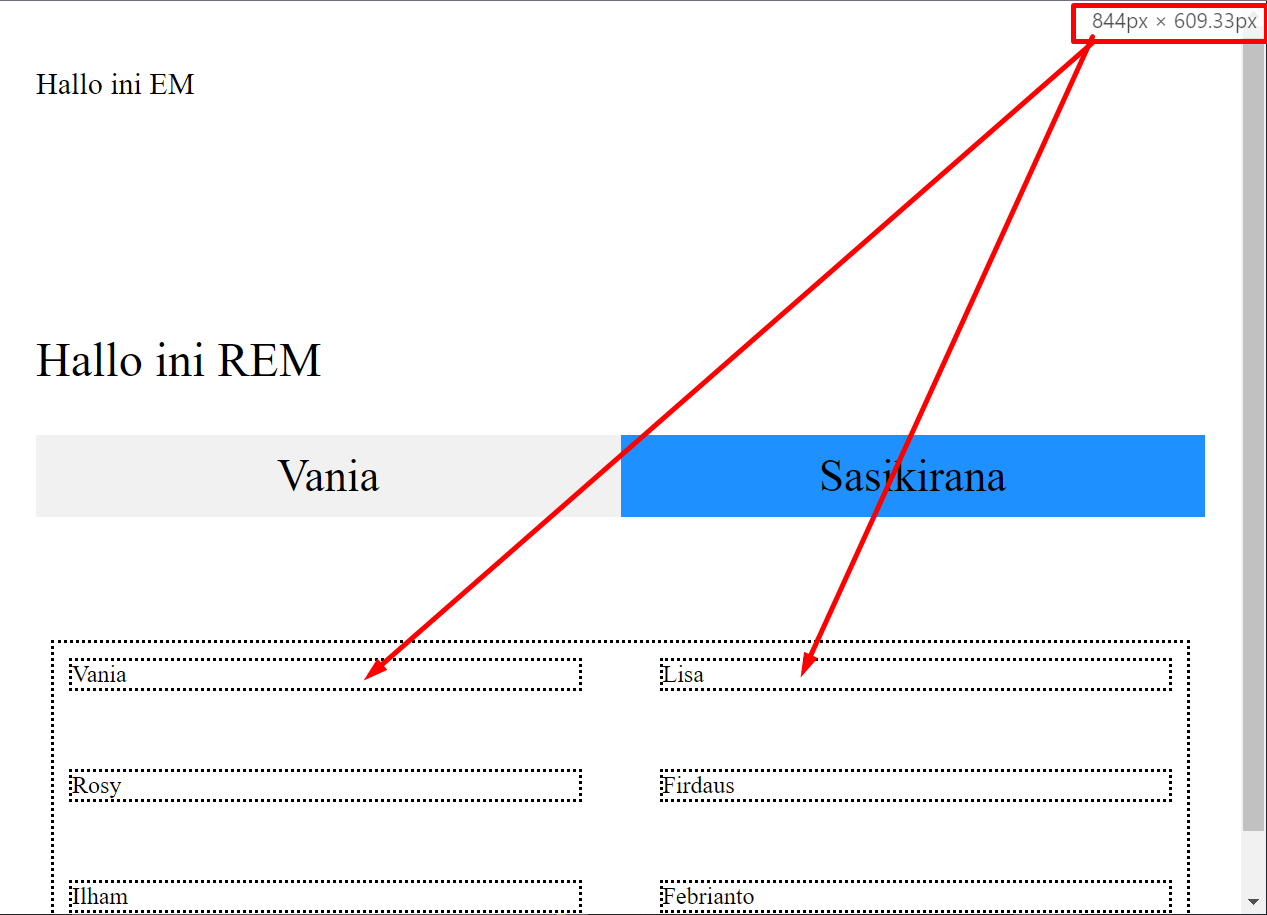 844px × 609.33px
Hallo ini EM
Hallo ini REM
Vania Sasikirana
Vania Lisa
Rosy Firdaus
Ilham Febrianto